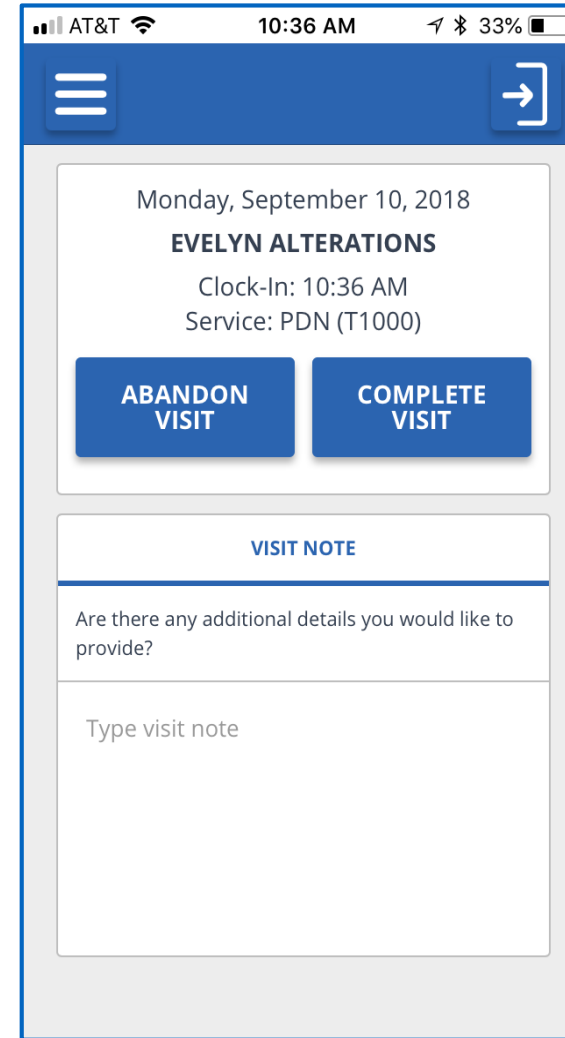 AT&T 10:36 AM 33%
Monday, September 10, 2018
EVELYN ALTERATIONS
Clock-In: 10:36 AM
Service: PDN (T1000)
ABANDON
VISIT
COMPLETE
VISIT
VISIT NOTE
Are there any additional details you would like to
provide?
Type visit note